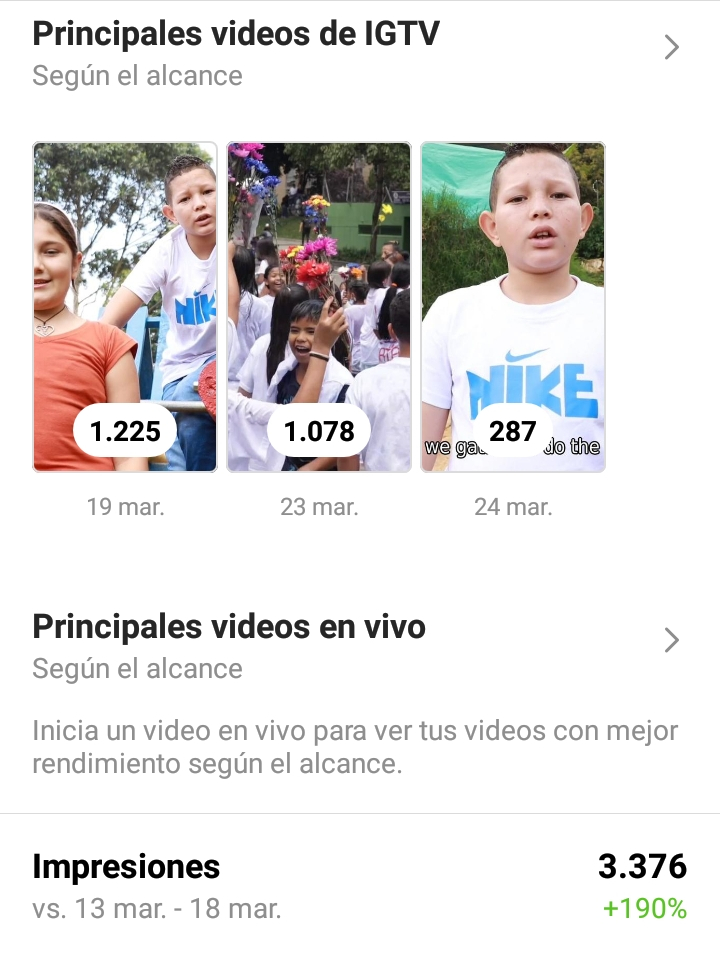 Principales videos de IGTV
Según el alcance
NIK
NIKE
we ga
do the
1.225
1.078
287
19 mar.
23 mar.
24 mar.
Principales videos en vivo
Según el alcance
Inicia un video en vivo para ver tus videos con mejor
rendimiento según el alcance.
Impresiones
3.376
vs. 13 mar. - 18 mar.
+190%